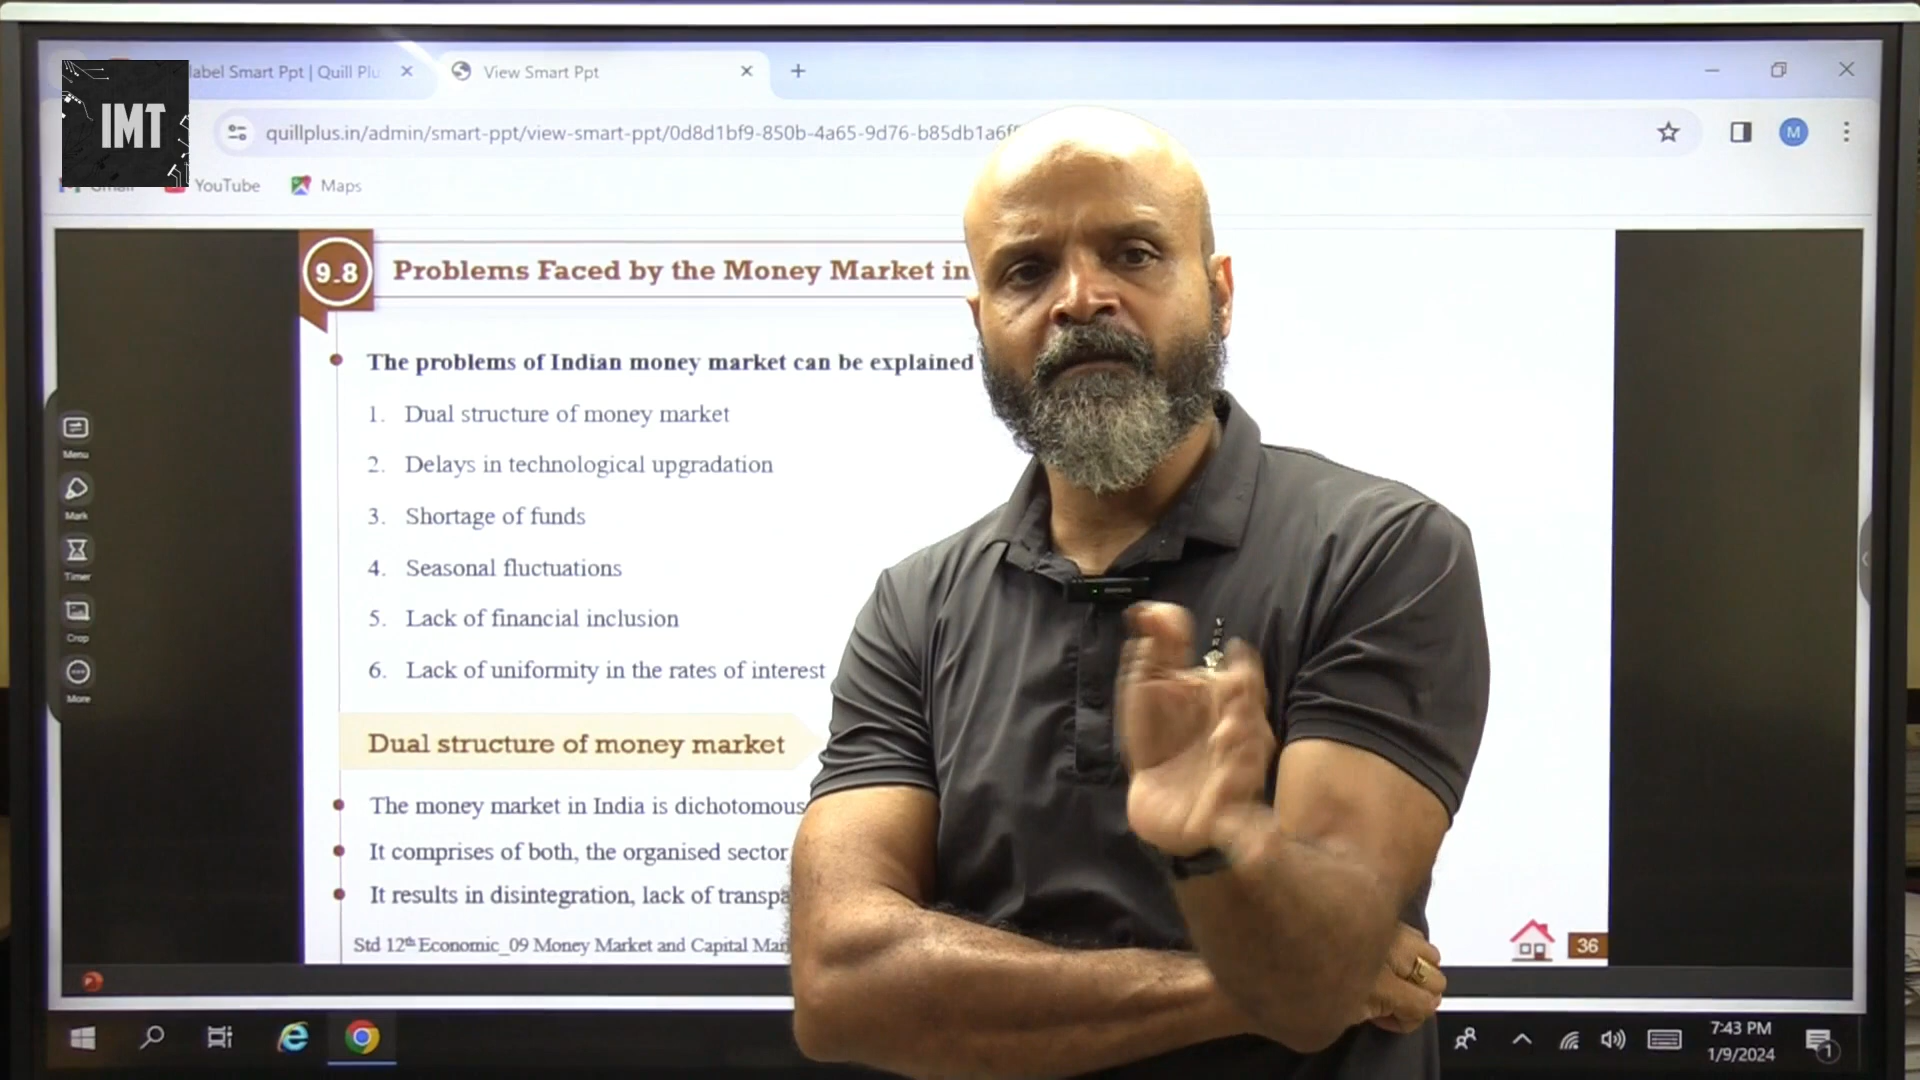 label Smart Ppt | Quill Plu
View Smart Ppt
IMT
quillplus.in/admin/smart-ppt/view-smart-ppt/0d8d1bf9-850b-4a65-9d76-b85db1a6f
M
Gmail
YouTube
Maps
9.8
Problems Faced by the Money Market in
The problems of Indian money market can be explained
1. Dual structure of money market
2. Delays in technological upgradation
3. Shortage of funds
4. Seasonal fluctuations
5. Lack of financial inclusion
6. Lack of uniformity in the rates of interest
Dual structure of money market
The money market in India is dichotomous
It comprises of both, the organised sector
It results in disintegration, lack of transpa
Std 12th Economic_09 Money Market and Capital Mar
36
Menu
Mark
Timer
Crop
More
7:43 PM
1/9/2024
1